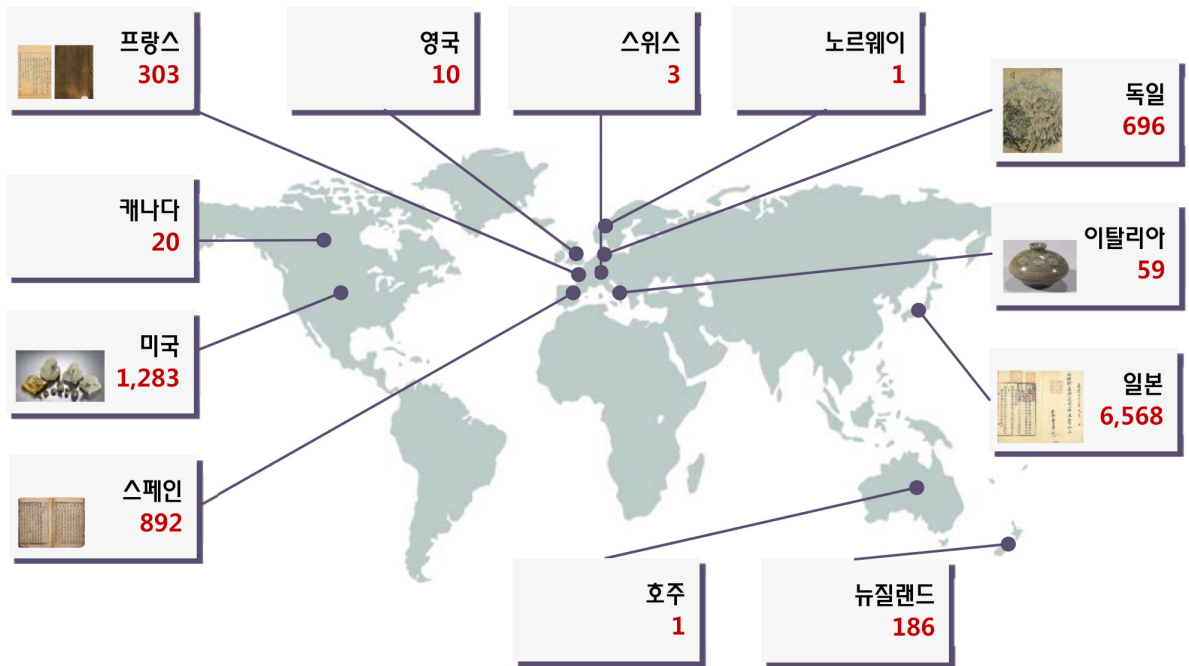 프랑스
303
영국
10
스위스
3
노르웨이
1
독일
696
캐나다
20
이탈리아
59
미국
1,283
일본
6,568
스페인
892
호주
1
뉴질랜드
186